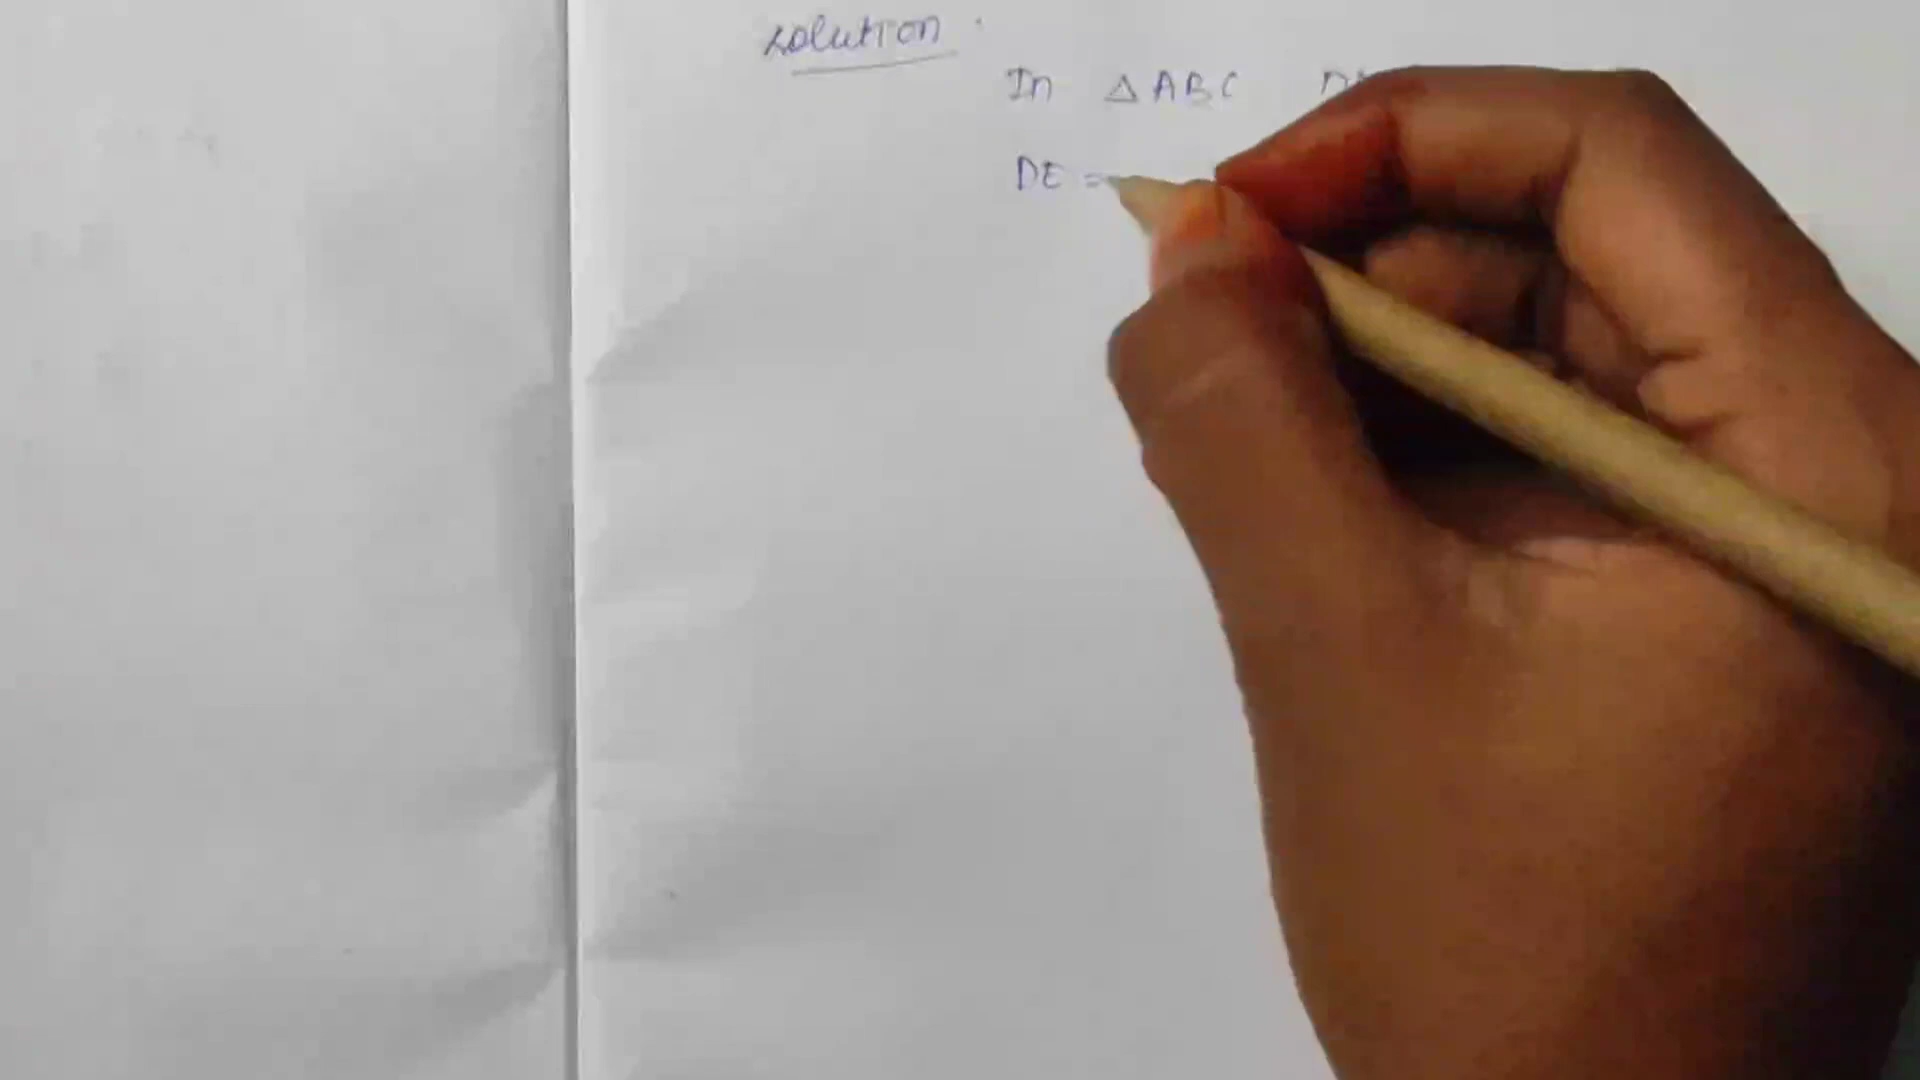 Solution
In △ABC
DE =